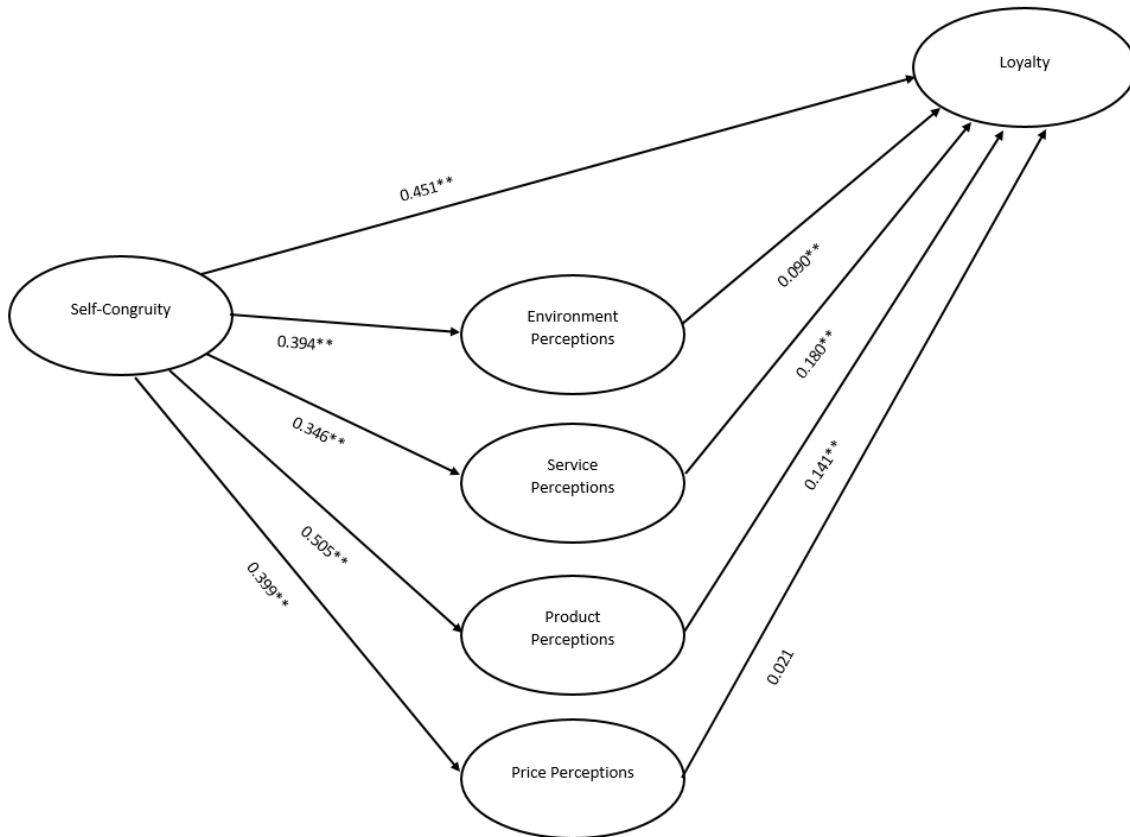 Loyalty
0.451**
Self-Congruity
Environment
Perceptions
0.090**
0.394**
0.180**
0.346**
Service
Perceptions
0.141**
0.505**
0.399**
Product
Perceptions
0.021
Price Perceptions